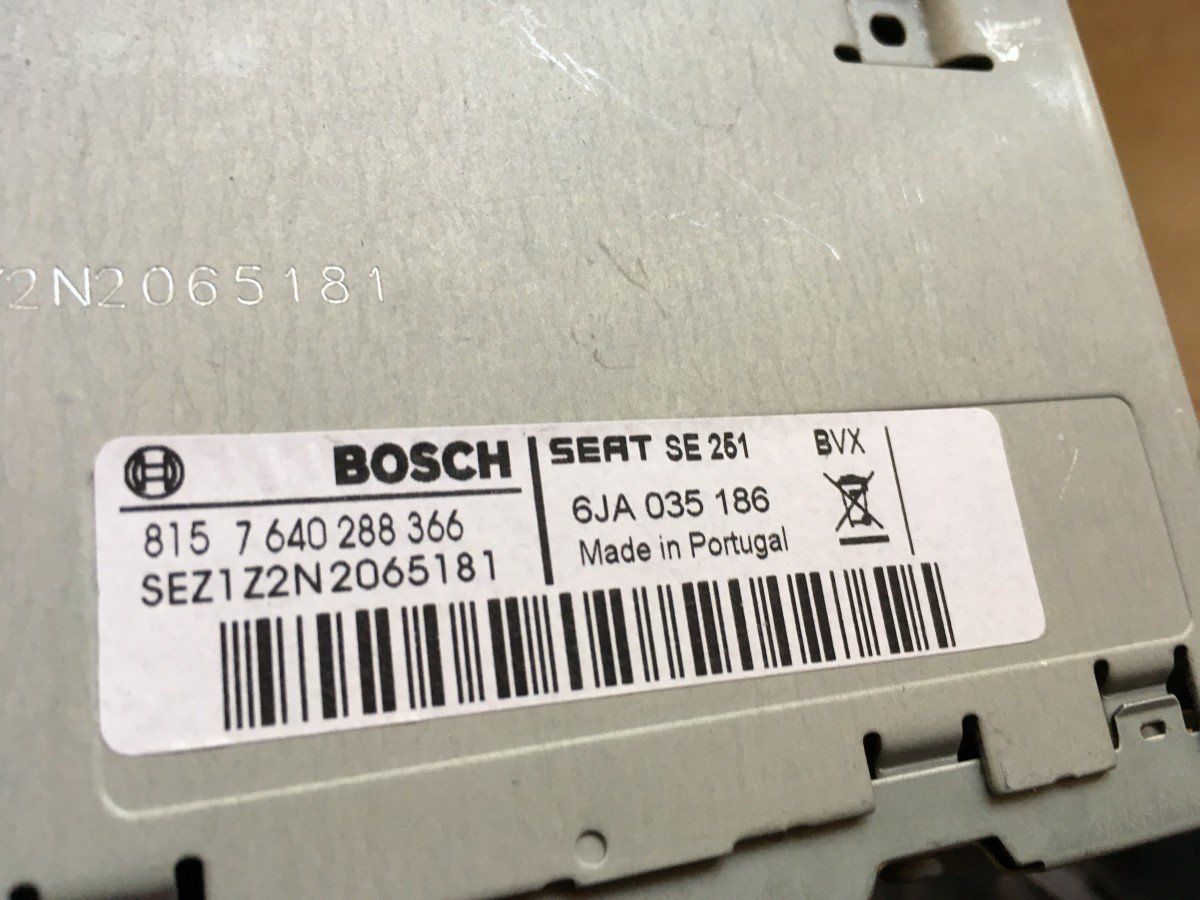 Z2N2065181
BOSCH
815 7 640 288 366
SEZ1Z2N2065181
SEAT SE 251 BVX
6JA 035 186
Made in Portugal